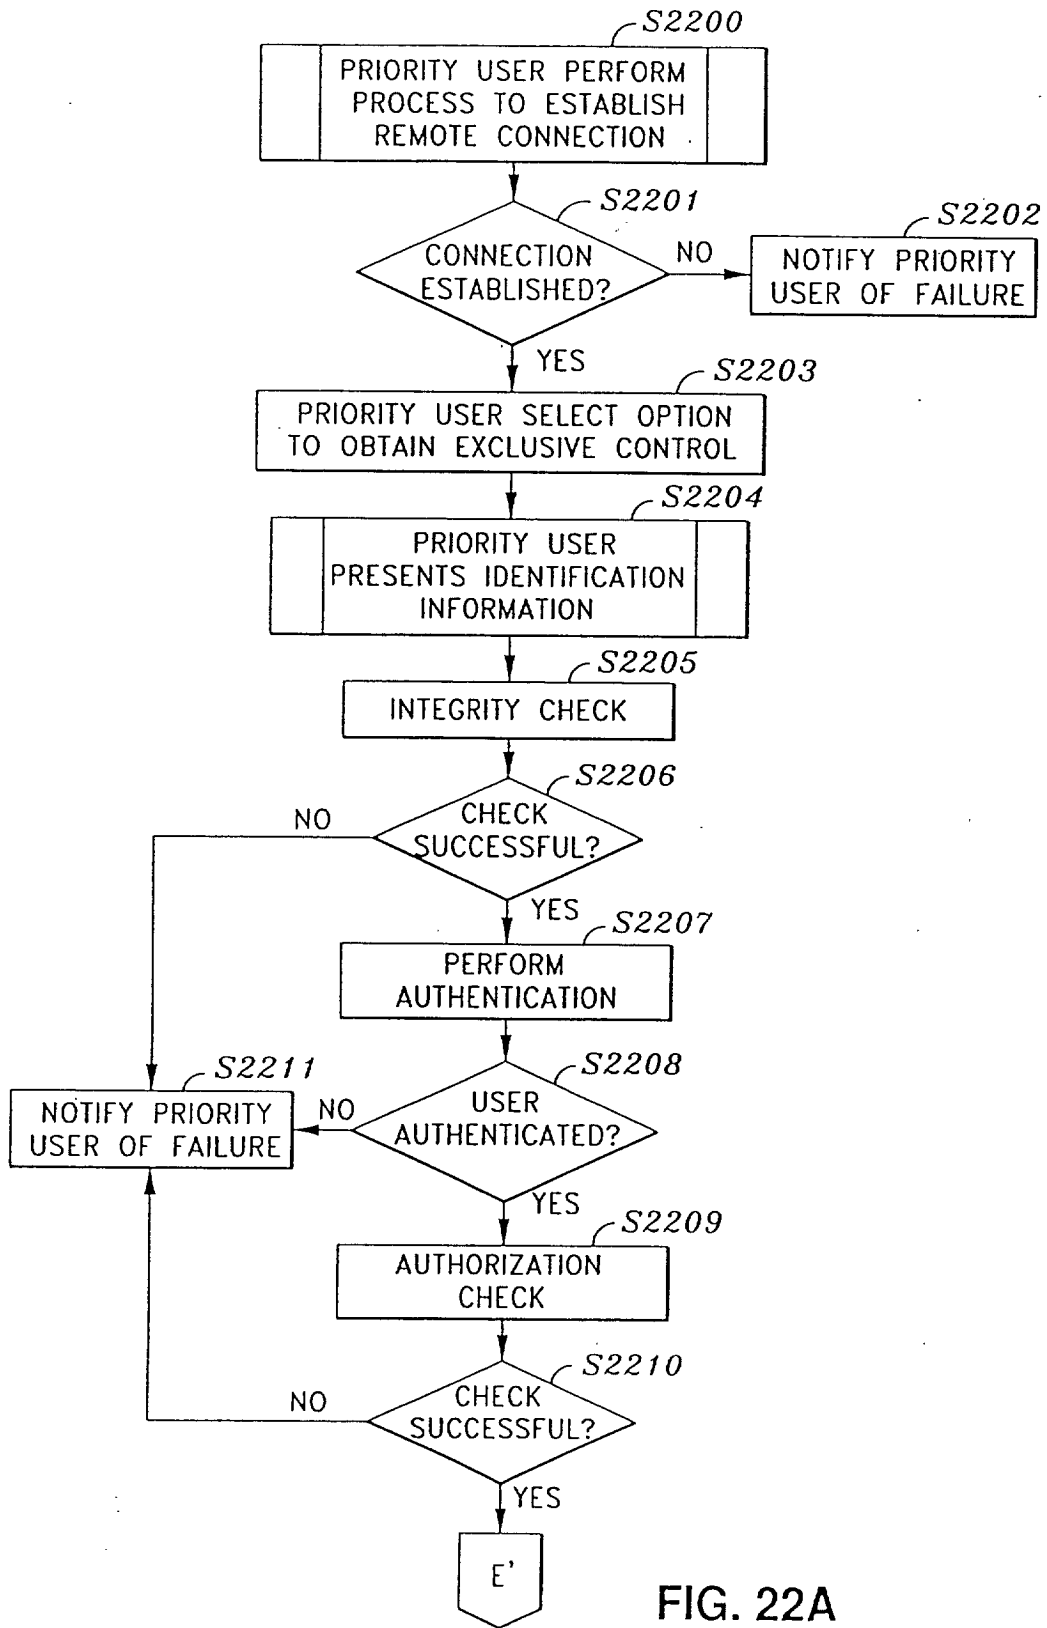 S2200
PRIORITY USER PERFORM
PROCESS TO ESTABLISH
REMOTE CONNECTION
S2201
CONNECTION
ESTABLISHED?
NO
S2202
NOTIFY PRIORITY
USER OF FAILURE
YES
S2203
PRIORITY USER SELECT OPTION
TO OBTAIN EXCLUSIVE CONTROL
S2204
PRIORITY USER
PRESENTS IDENTIFICATION
INFORMATION
S2205
INTEGRITY CHECK
S2206
CHECK
SUCCESSFUL?
NO
YES
S2207
PERFORM
AUTHENTICATION
S2208
USER
AUTHENTICATED?
NO
S2211
NOTIFY PRIORITY
USER OF FAILURE
YES
S2209
AUTHORIZATION
CHECK
S2210
CHECK
SUCCESSFUL?
NO
YES
E'
FIG. 22A